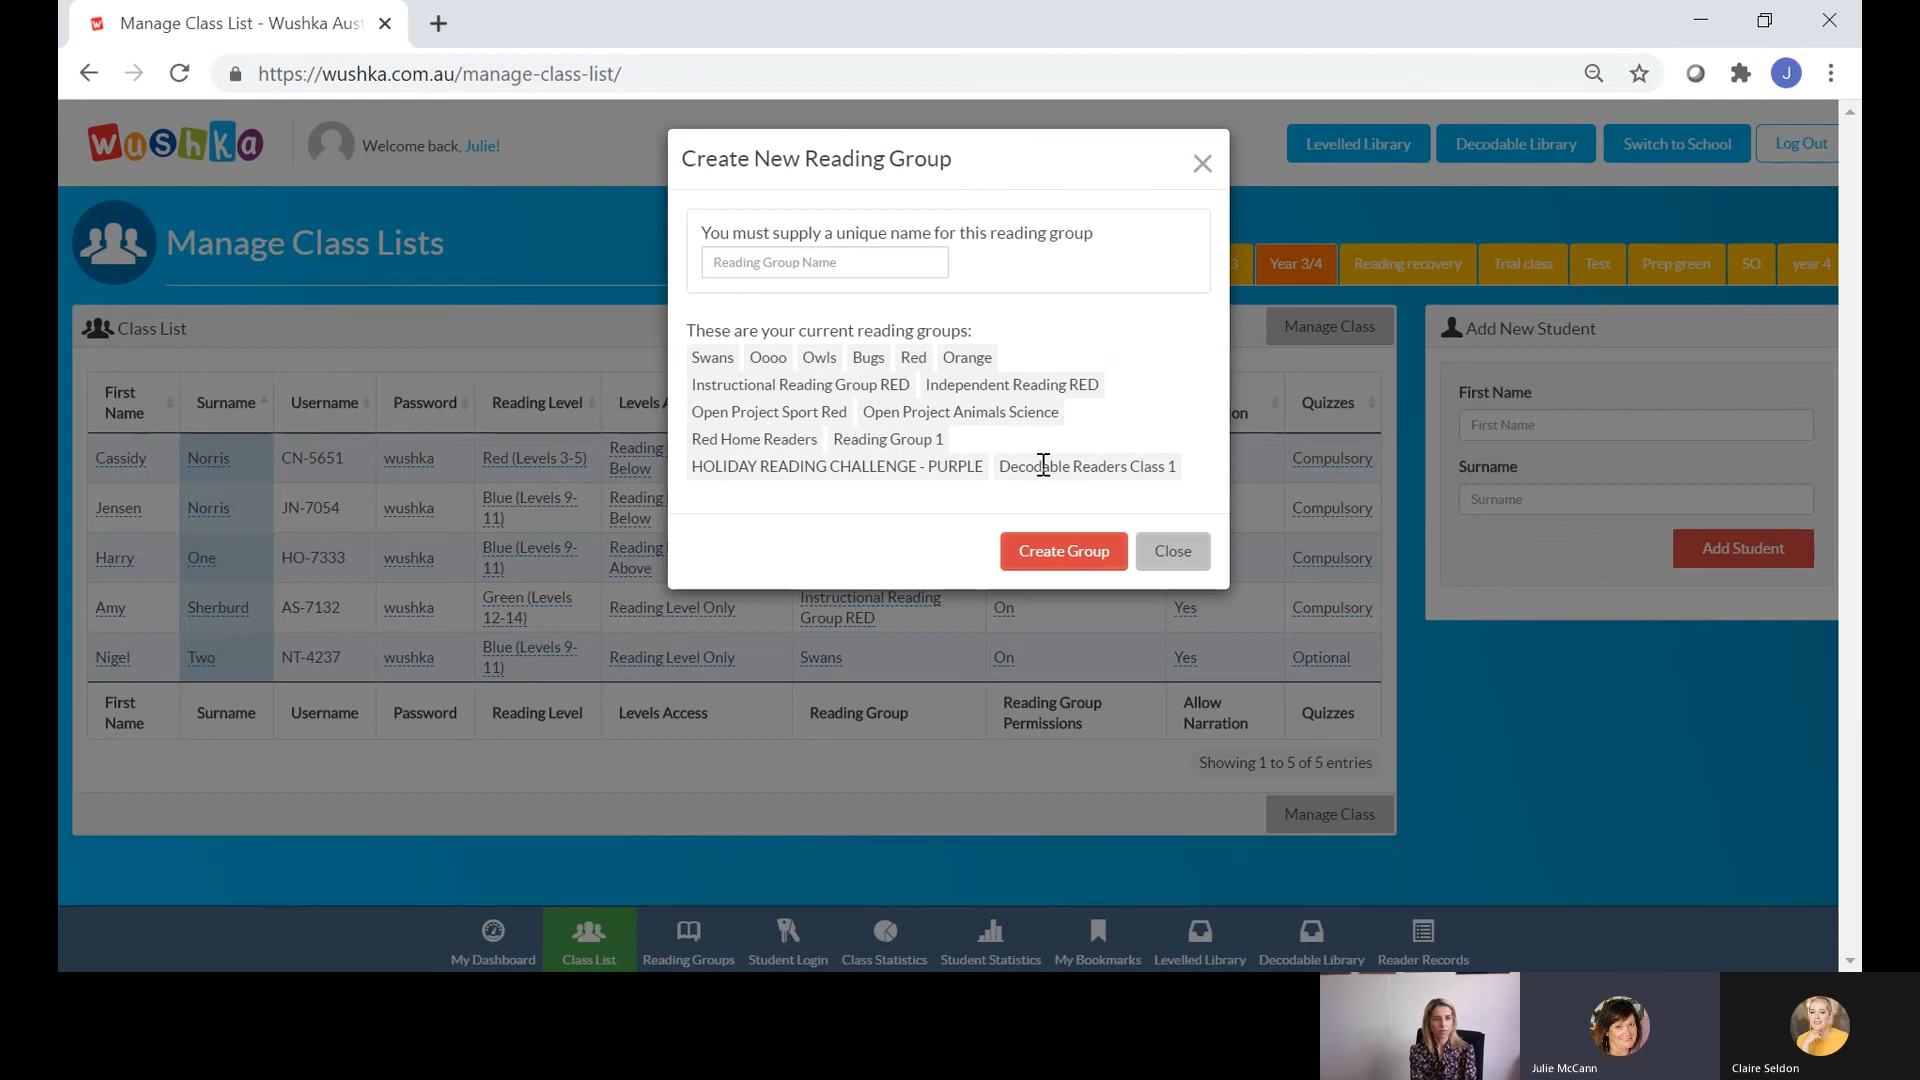 Manage Class List - Wushka Aust
https://wushka.com.au/manage-class-list/
J
wushka
Welcome back, Julie!
Levelled Library
Decodable Library
Switch to School
Log Out
Manage Class Lists
3
Year 3/4
Reading recovery
Trial class
Test
Prep green
SO
year 4
Create New Reading Group
You must supply a unique name for this reading group
Reading Group Name
These are your current reading groups:
Swans Oooo Owls Bugs Red Orange
Instructional Reading Group RED Independent Reading RED
Open Project Sport Red Open Project Animals Science
Red Home Readers Reading Group 1
HOLIDAY READING CHALLENGE - PURPLE Decodable Readers Class 1
Create Group
Close
Class List
Manage Class
First Name Surname Username Password Reading Level Levels A on Quizzes
Cassidy Norris CN-5651 wushka Red (Levels 3-5) Reading Below Compulsory
Jensen Norris JN-7054 wushka Blue (Levels 9-11) Reading Below Compulsory
Harry One HO-7333 wushka Blue (Levels 9-11) Reading Above Compulsory
Amy Sherburd AS-7132 wushka Green (Levels 12-14) Reading Level Only Instructional Reading Group RED On Yes Compulsory
Nigel Two NT-4237 wushka Blue (Levels 9-11) Reading Level Only Swans On Yes Optional
First Name Surname Username Password Reading Level Levels Access Reading Group Reading Group Permissions Allow Narration Quizzes
Showing 1 to 5 of 5 entries
Manage Class
Add New Student
First Name
First Name
Surname
Surname
Add Student
My Dashboard
Class List
Reading Groups
Student Login
Class Statistics
Student Statistics
My Bookmarks
Levelled Library
Decodable Library
Reader Records
Julie McCann
Claire Seldon